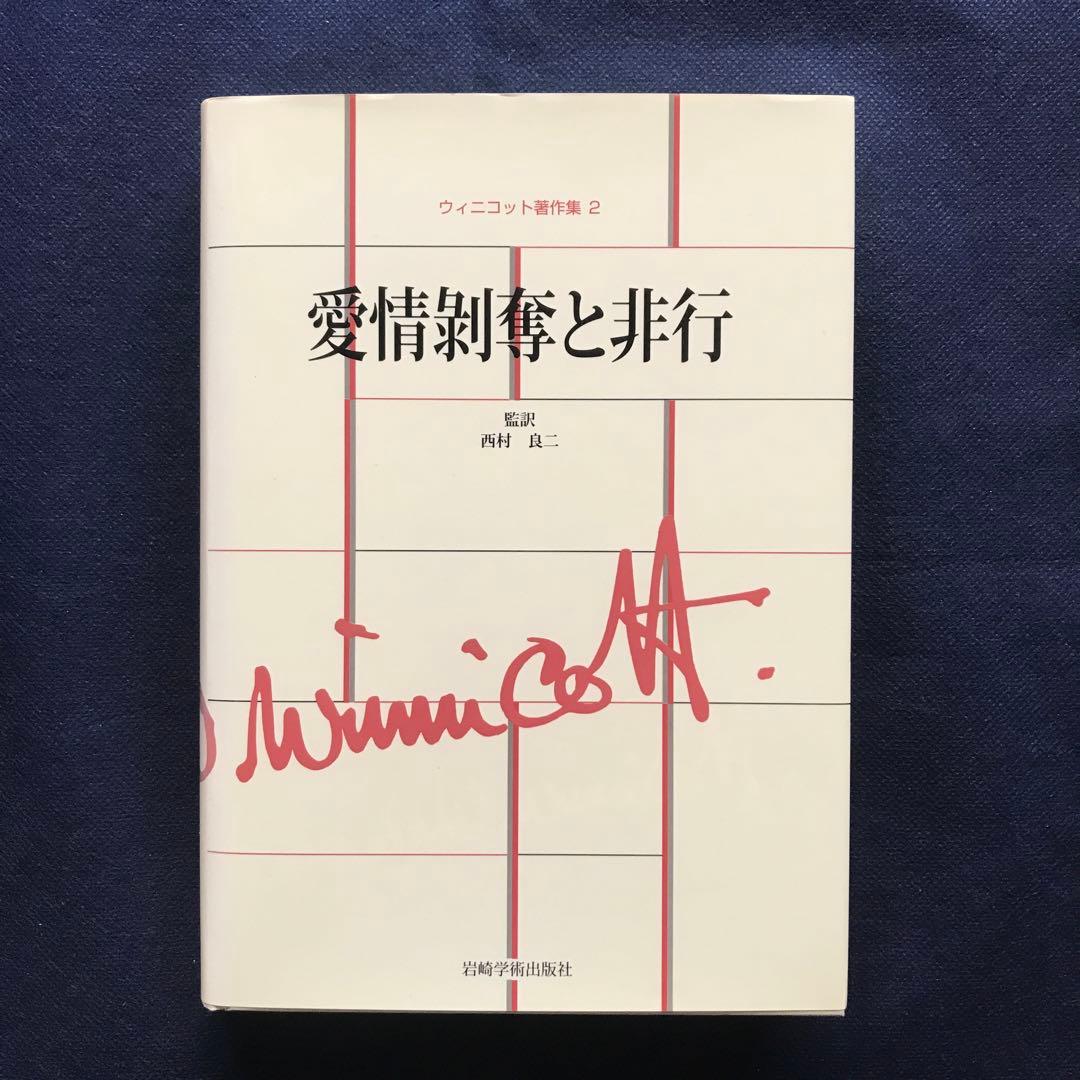 ウィニコット著作集 2
愛情剥奪と非行
監訳
西村 良二
Winnicott.
岩崎学術出版社